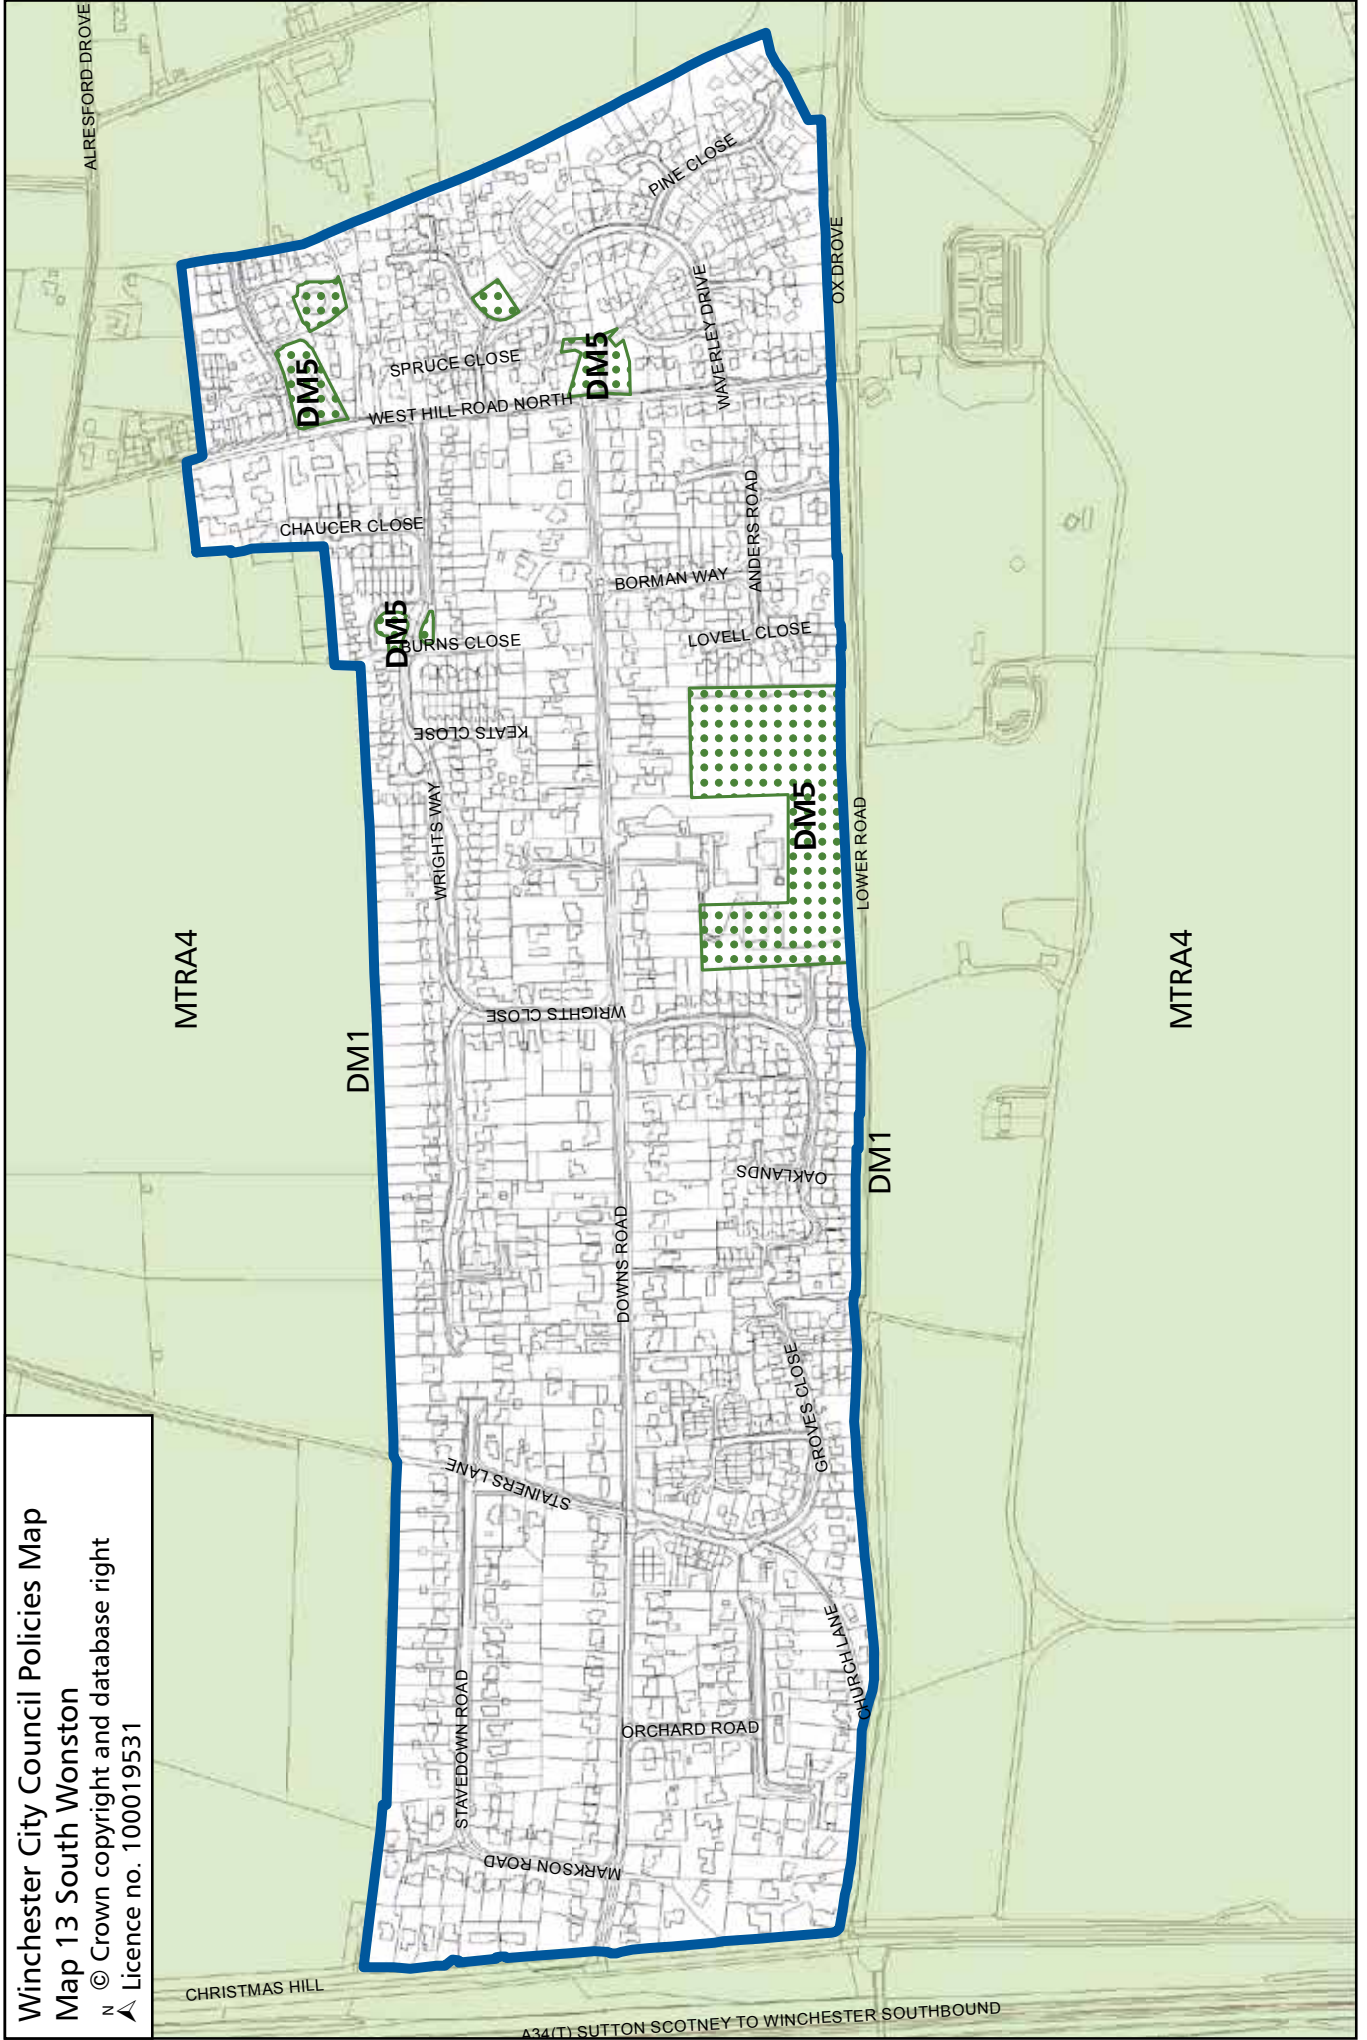 Winchester City Council Policies Map
Map 13 South Wonston
© Crown copyright and database right
N
Licence no. 100019531
CHRISTMAS HILL
A34(T) SUTTON SCOTNEY TO WINCHESTER SOUTHBOUND
ALRESFORD DROVE
MTRA4
DM1
DM5
DM5
DM5
DM5
SPRUCE CLOSE
WEST HILL ROAD NORTH
PINE CLOSE
WAVERLEY DRIVE
OX DROVE
CHAUCER CLOSE
BURNS CLOSE
KEATS CLOSE
WRIGHTS WAY
WRIGHTS CLOSE
BORMAN WAY
ANDERS ROAD
LOVELL CLOSE
LOWER ROAD
DOWNS ROAD
OAKLANDS
DM1
MTRA4
GROVES CLOSE
STAINERS LANE
STAVEDOWN ROAD
MARKSON ROAD
ORCHARD ROAD
CHURCH LANE